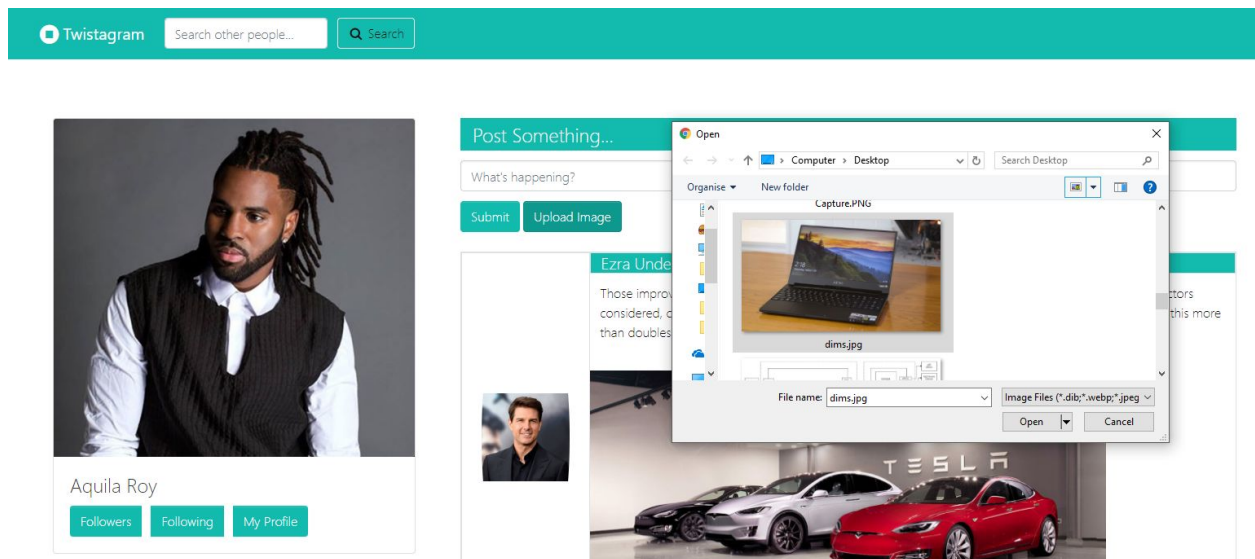 Twistagram
Search other people...
Search
Post Something...
What's happening?
Submit
Upload Image
Ezra Unde
Those improv
considered, c
than doubles
ctors
this more
TESLA
Aquila Roy
Followers
Following
My Profile
Open
Computer > Desktop
Search Desktop
Organise
New folder
Capture.PNG
dims.jpg
File name:
dims.jpg
Image Files (*.dib;*.webp;*.jpeg
Open
Cancel